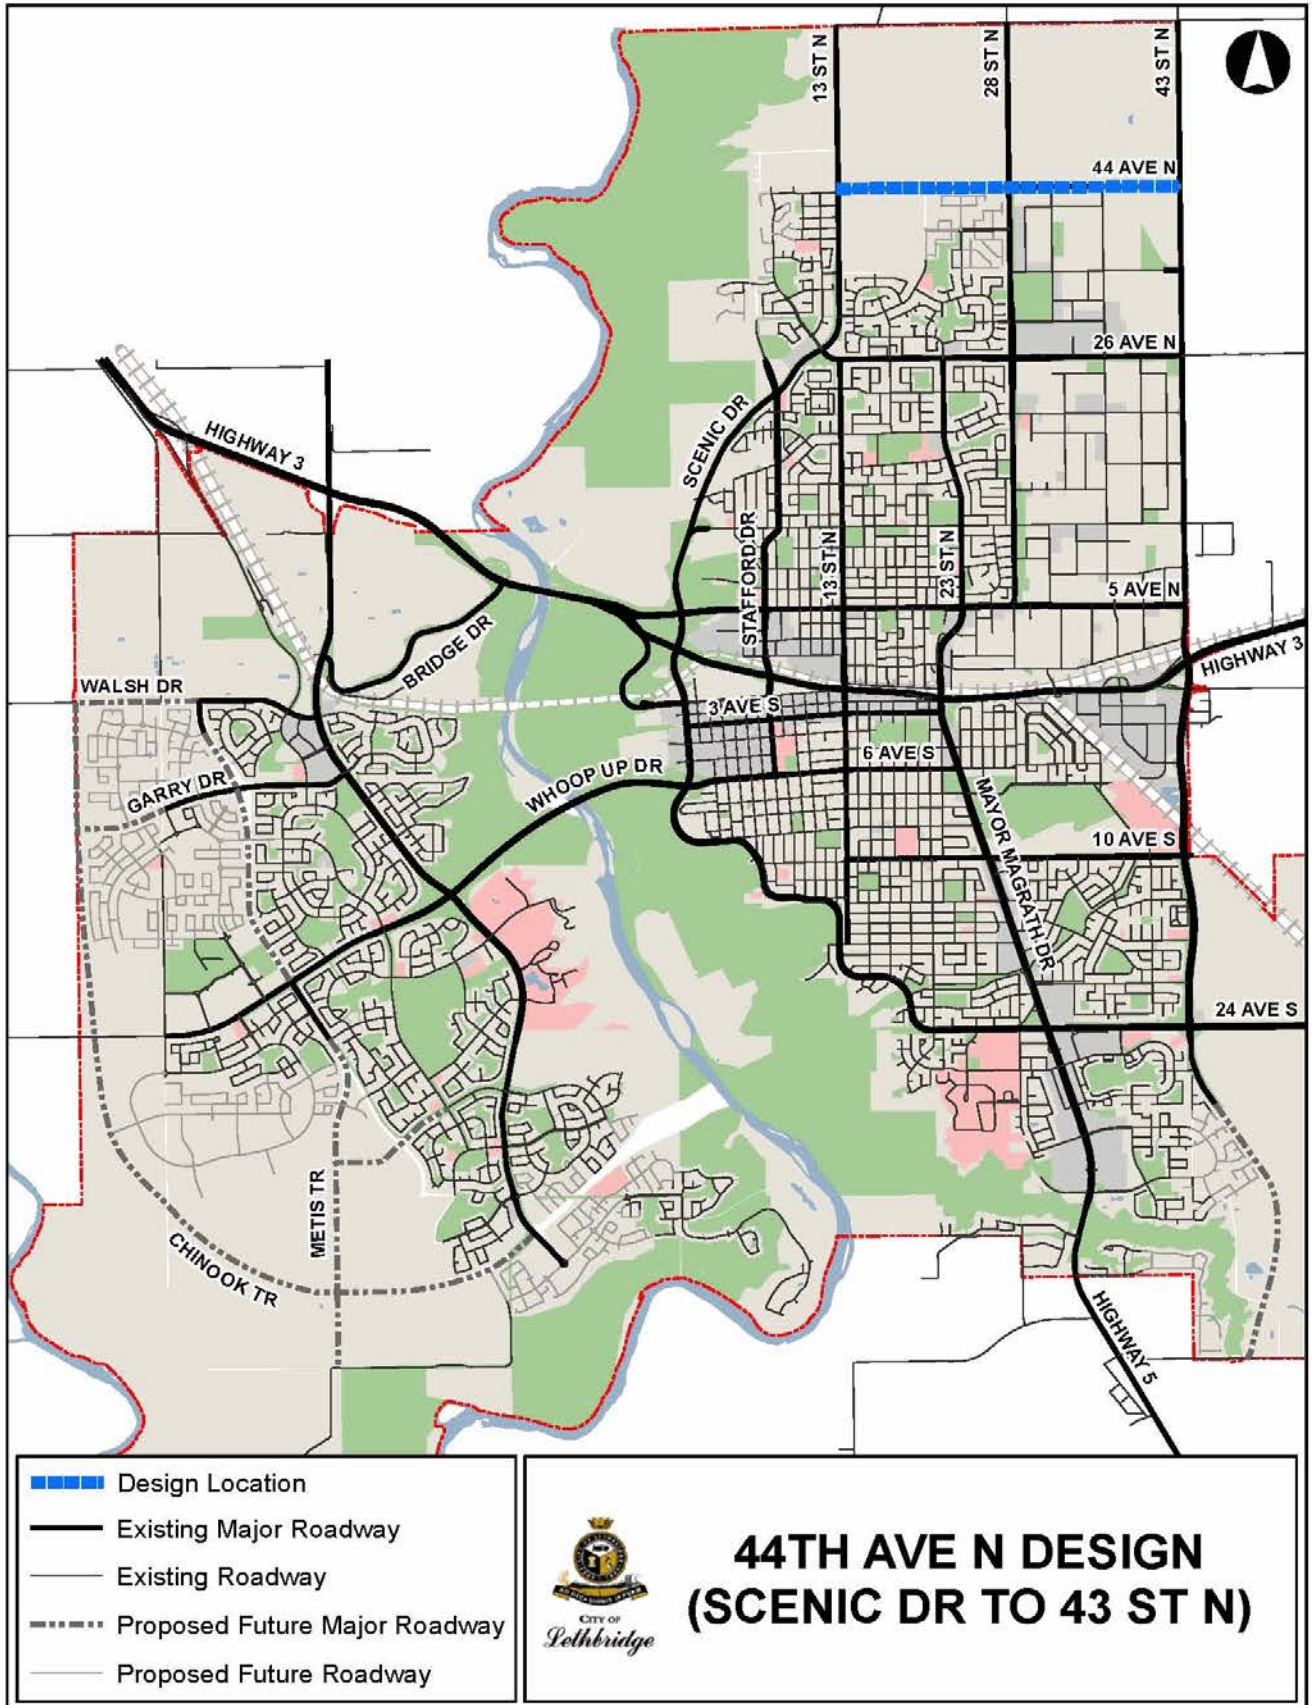 13 ST N
28 ST N
43 ST N
44 AVE N
26 AVE N
HIGHWAY 3
SCENIC DR
STAFFORD DR
13 ST N
23 ST N
5 AVE N
BRIDGE DR
HIGHWAY 3
WALSH DR
3 AVE S
6 AVE S
WHOOP UP DR
GARRY DR
MAYOR MAGRATH DR
10 AVE S
24 AVE S
METIS TR
CHINOOK TR
HIGHWAY 5
Design Location
Existing Major Roadway
Existing Roadway
Proposed Future Major Roadway
Proposed Future Roadway
CITY OF
Lethbridge
44TH AVE N DESIGN
(SCENIC DR TO 43 ST N)